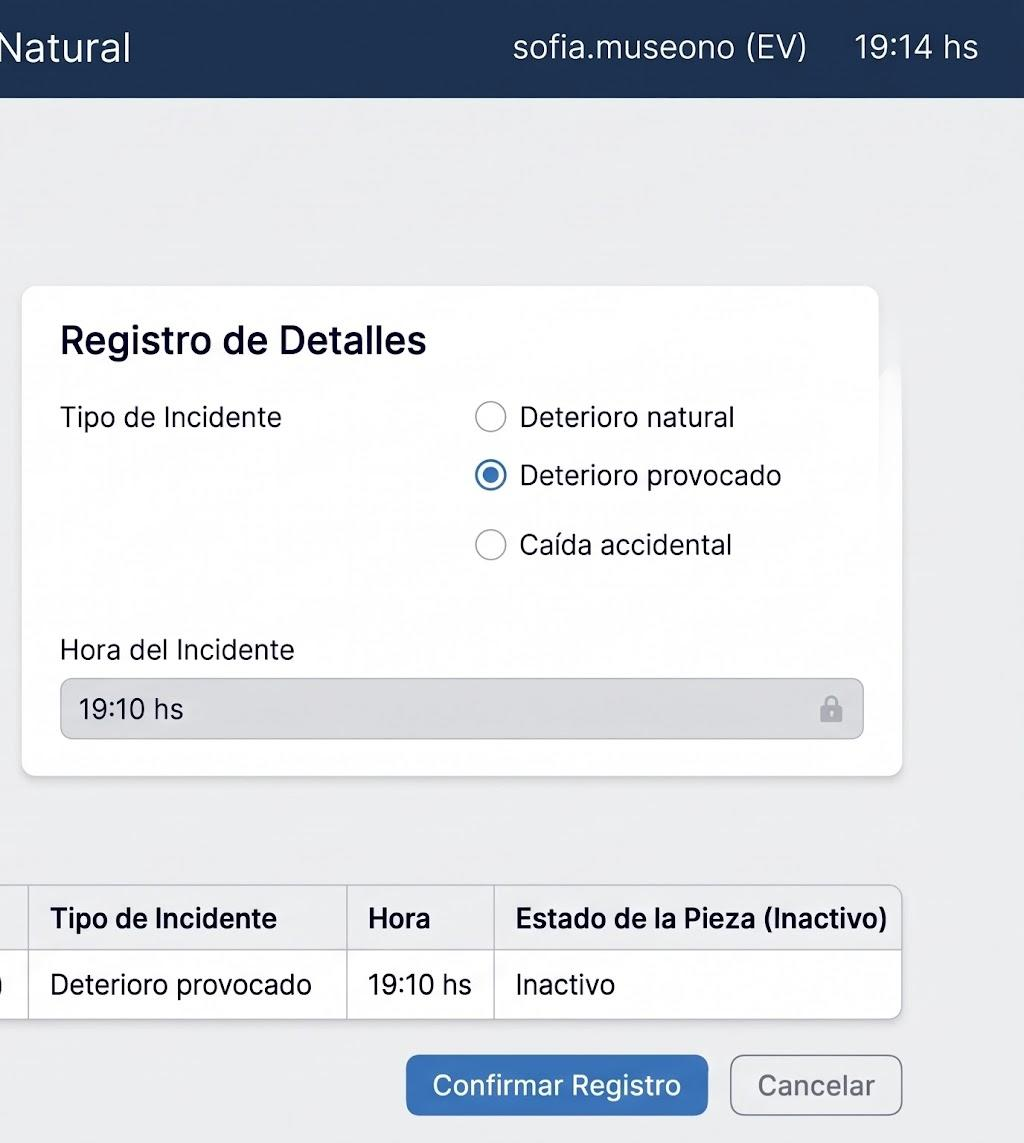 Natural sofia.museono (EV) 19:14 hs
Registro de Detalles
Tipo de Incidente
Deterioro natural
Deterioro provocado
Caída accidental
Hora del Incidente
19:10 hs
Tipo de Incidente Hora Estado de la Pieza (Inactivo)
) Deterioro provocado 19:10 hs Inactivo
Confirmar Registro Cancelar